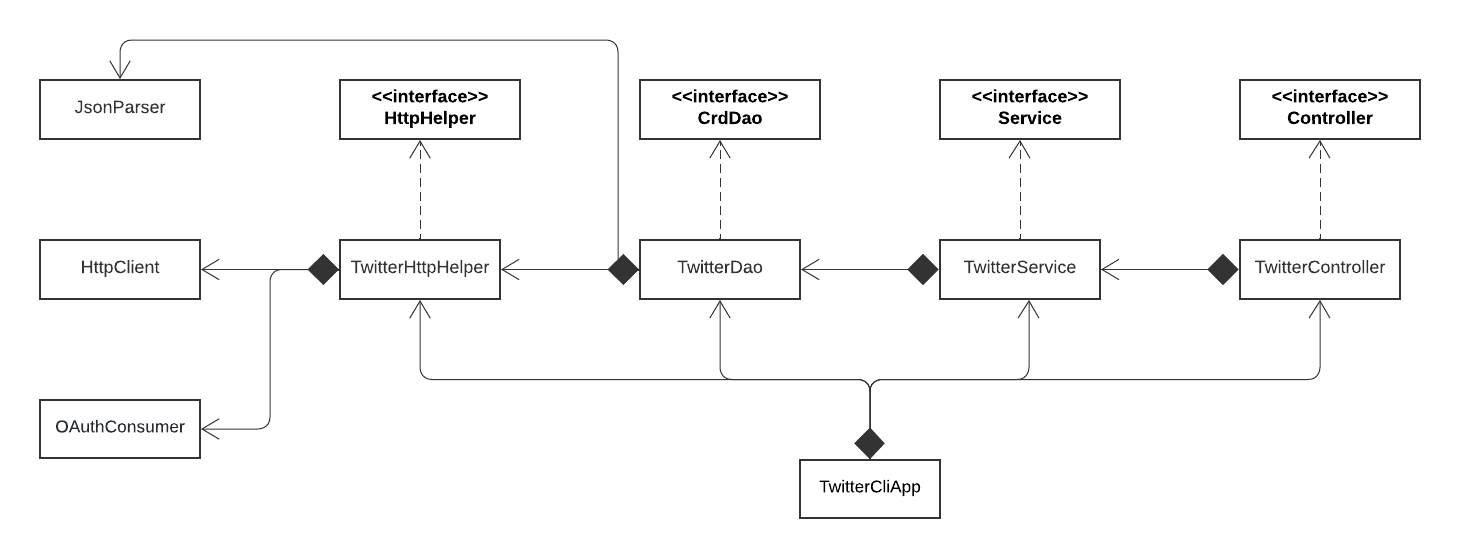 JsonParser
<<interface>>
HttpHelper
<<interface>>
CrdDao
<<interface>>
Service
<<interface>>
Controller
HttpClient
TwitterHttpHelper
TwitterDao
TwitterService
TwitterController
OAuthConsumer
TwitterCliApp